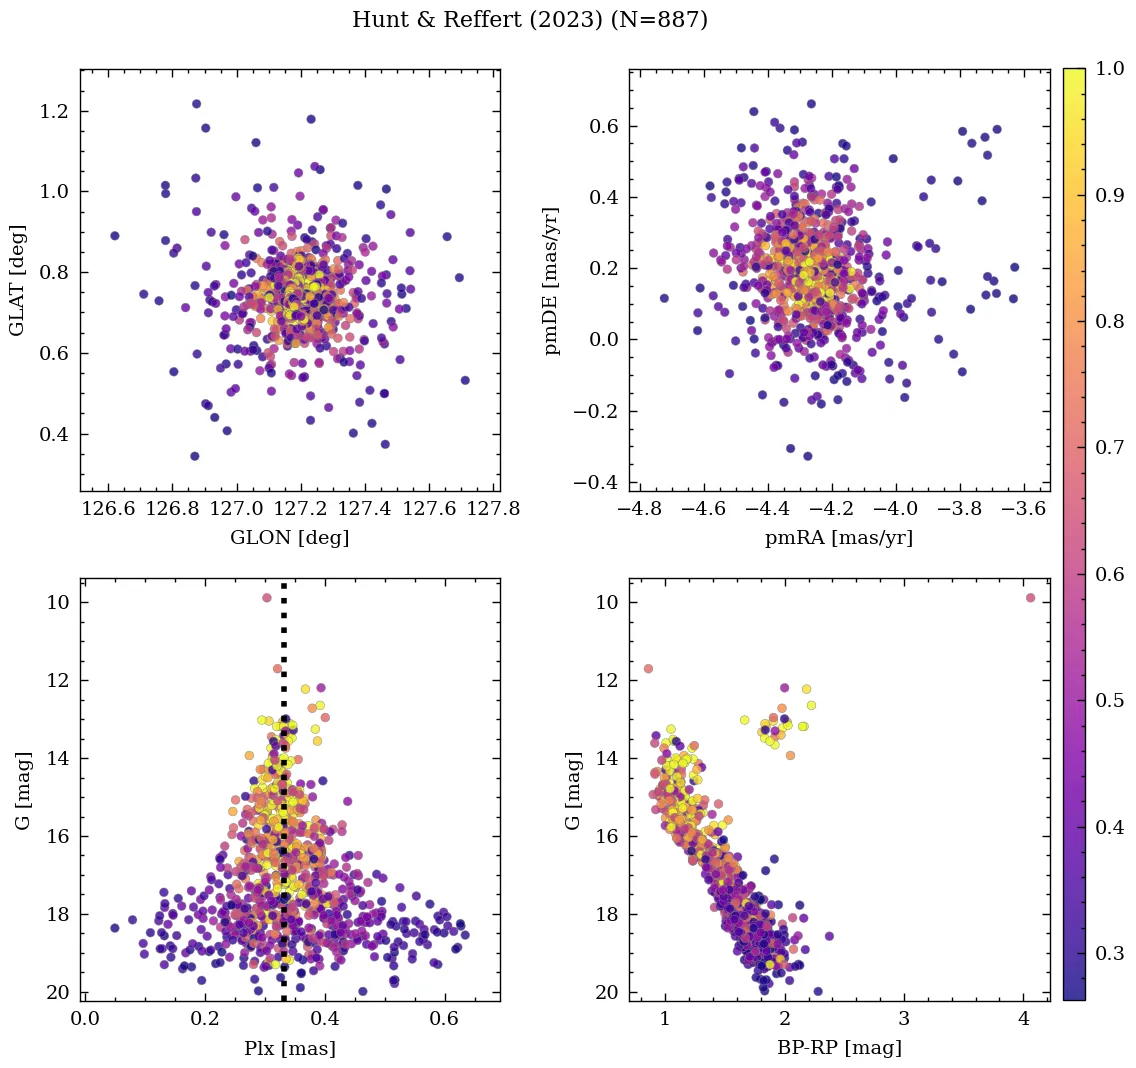 Hunt & Reffert (2023) (N=887)
1.2
1.0
0.8
0.6
0.4
GLAT [deg]
126.6 126.8 127.0 127.2 127.4 127.6 127.8
GLON [deg]
0.6
0.4
0.2
0.0
−0.2
−0.4
pmDE [mas/yr]
−4.8 −4.6 −4.4 −4.2 −4.0 −3.8 −3.6
pmRA [mas/yr]
10
12
14
16
18
20
G [mag]
0.0 0.2 0.4 0.6
Plx [mas]
10
12
14
16
18
20
G [mag]
1 2 3 4
BP-RP [mag]
1.0
0.9
0.8
0.7
0.6
0.5
0.4
0.3